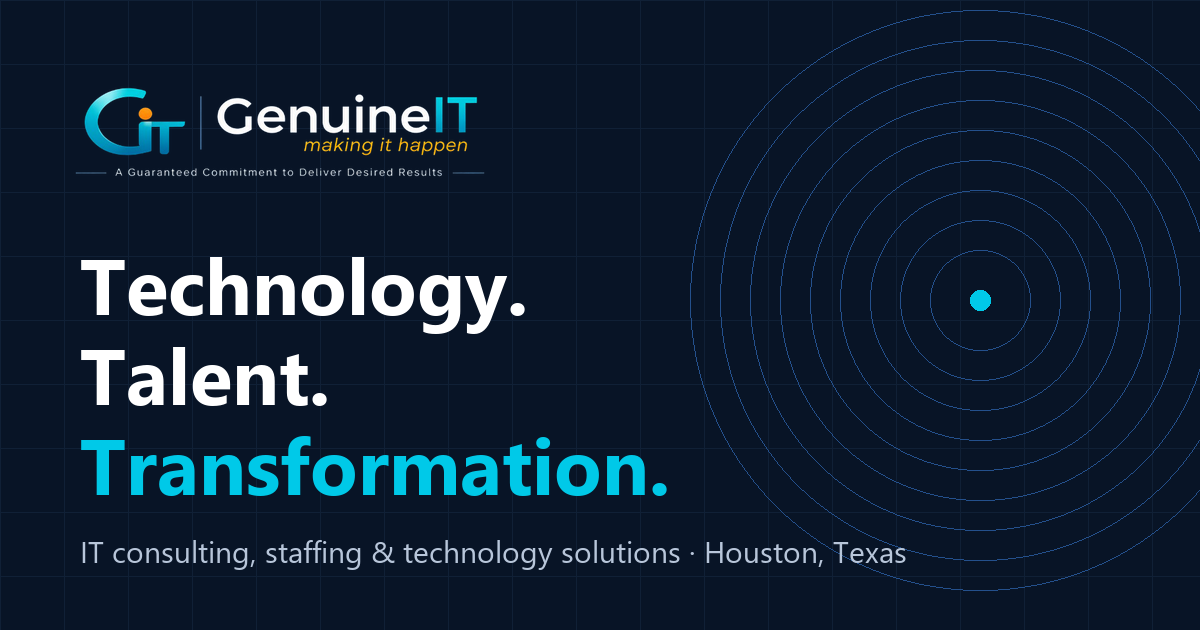 GiT
GenuineIT
making it happen
A Guaranteed Commitment to Deliver Desired Results
Technology.
Talent.
Transformation.
IT consulting, staffing & technology solutions · Houston, Texas